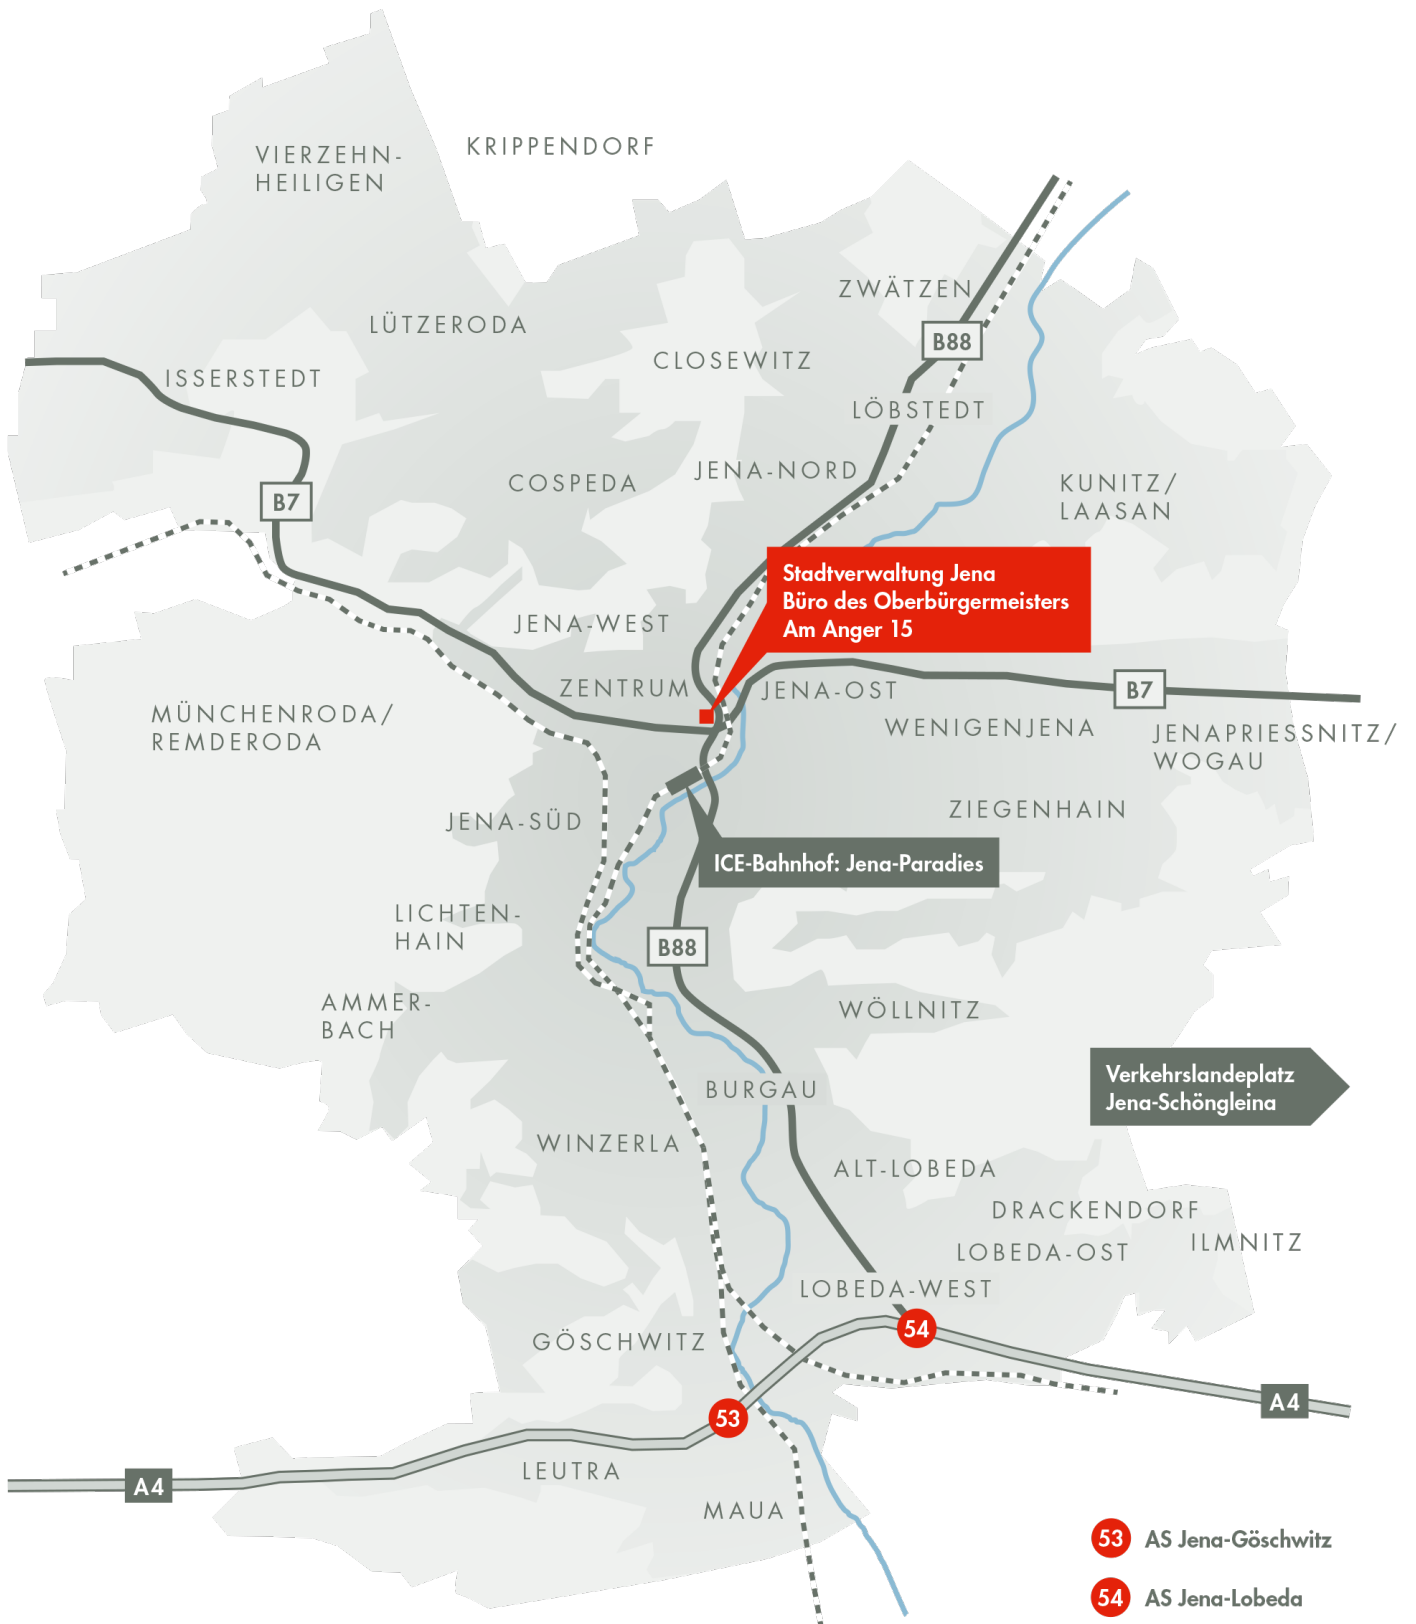 KRIPPENDORF
VIERZEHN-
HEILIGEN
ZWÄTZEN
LÜTZERODA
B88
CLOSEWITZ
ISSERSTEDT
LÖBSTEDT
JENA-NORD
COSPEDA
KUNITZ/
LAASAN
B7
Stadtverwaltung Jena
Büro des Oberbürgermeisters
Am Anger 15
JENA-WEST
ZENTRUM
JENA-OST
B7
MÜNCHENRODA/
REMDERODA
WENIGENJENA
JENAPRIESSNITZ/
WOGAU
ZIEGENHAIN
JENA-SÜD
ICE-Bahnhof: Jena-Paradies
LICHTEN-
HAIN
B88
AMMER-
BACH
WÖLLNITZ
Verkehrslandeplatz
Jena-Schöngleina
BURGAU
WINZERLA
ALT-LOBEDA
DRACKENDORF
ILMNITZ
LOBEDA-OST
LOBEDA-WEST
54
GÖSCHWITZ
A4
53
LEUTRA
A4
MAUA
53 AS Jena-Göschwitz
54 AS Jena-Lobeda